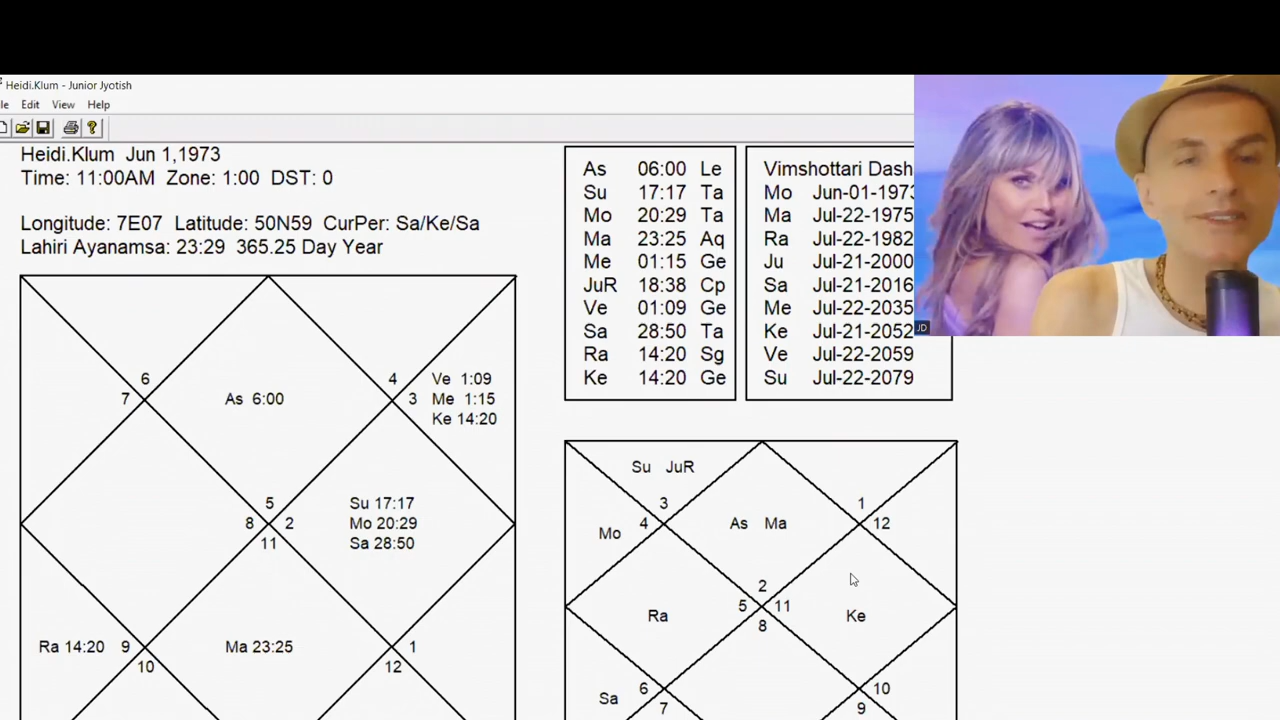 Heidi.Klum - Junior Jyotish
le Edit View Help
Heidi.Klum Jun 1,1973
Time: 11:00AM Zone: 1:00 DST: 0
Longitude: 7E07 Latitude: 50N59 CurPer: Sa/Ke/Sa
Lahiri Ayanamsa: 23:29 365.25 Day Year
As 06:00 Le
Su 17:17 Ta
Mo 20:29 Ta
Ma 23:25 Aq
Me 01:15 Ge
JuR 18:38 Cp
Ve 01:09 Ge
Sa 28:50 Ta
Ra 14:20 Sg
Ke 14:20 Ge
Vimshottari Dash
Mo Jun-01-1973
Ma Jul-22-1975
Ra Jul-22-1982
Ju Jul-21-2000
Sa Jul-21-2016
Me Jul-22-2035
Ke Jul-21-2052
Ve Jul-22-2059
Su Jul-22-2079
JD
6
7
As 6:00
4
3
Ve 1:09
Me 1:15
Ke 14:20
5
8 2
11
Su 17:17
Mo 20:29
Sa 28:50
Ra 14:20 9
10
Ma 23:25
1
12
Su JuR
3
Mo 4
As Ma
1
12
2
5 11
8
Ra
Ke
Sa 6
7
10
9